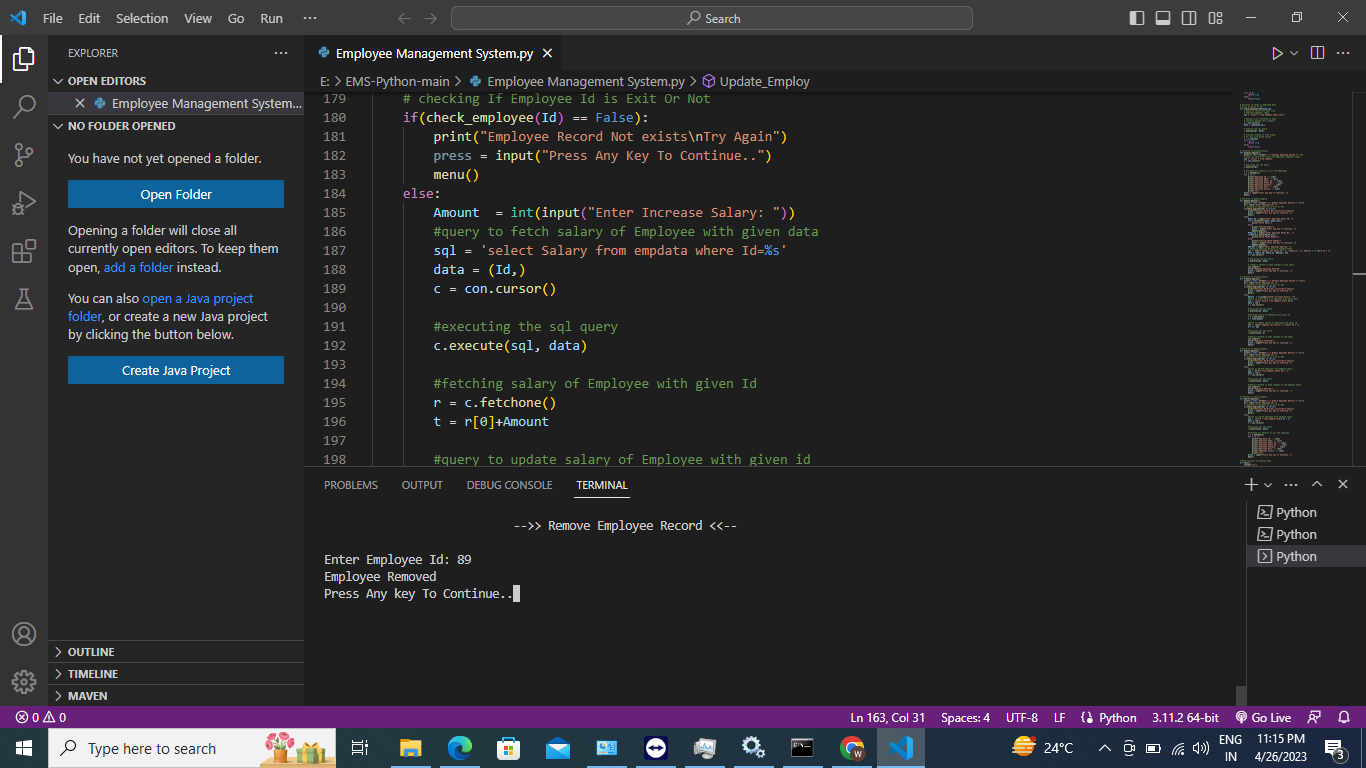 File Edit Selection View Go Run ···
Search
EXPLORER
OPEN EDITORS
Employee Management System...
NO FOLDER OPENED
You have not yet opened a folder.
Open Folder
Opening a folder will close all
currently open editors. To keep them
open, add a folder instead.
You can also open a Java project
folder, or create a new Java project
by clicking the button below.
Create Java Project
OUTLINE
TIMELINE
MAVEN
Employee Management System.py
E: > EMS-Python-main > Employee Management System.py > Update_Employ
179 # checking If Employee Id is Exit Or Not
180 if(check_employee(Id) == False):
181 print("Employee Record Not exists\nTry Again")
182 press = input("Press Any Key To Continue..")
183 menu()
184 else:
185 Amount  = int(input("Enter Increase Salary: "))
186 #query to fetch salary of Employee with given data
187 sql = 'select Salary from empdata where Id=%s'
188 data = (Id,)
189 c = con.cursor()
190
191 #executing the sql query
192 c.execute(sql, data)
193
194 #fetching salary of Employee with given Id
195 r = c.fetchone()
196 t = r[0]+Amount
197
198 #query to update salary of Employee with given id
PROBLEMS OUTPUT DEBUG CONSOLE TERMINAL
-->> Remove Employee Record <<--
Enter Employee Id: 89
Employee Removed
Press Any key To Continue..
Python
Python
Python
0 0
Ln 163, Col 31 Spaces: 4 UTF-8 LF Python 3.11.2 64-bit Go Live
Type here to search
24°C
ENG
IN
11:15 PM
4/26/2023
3